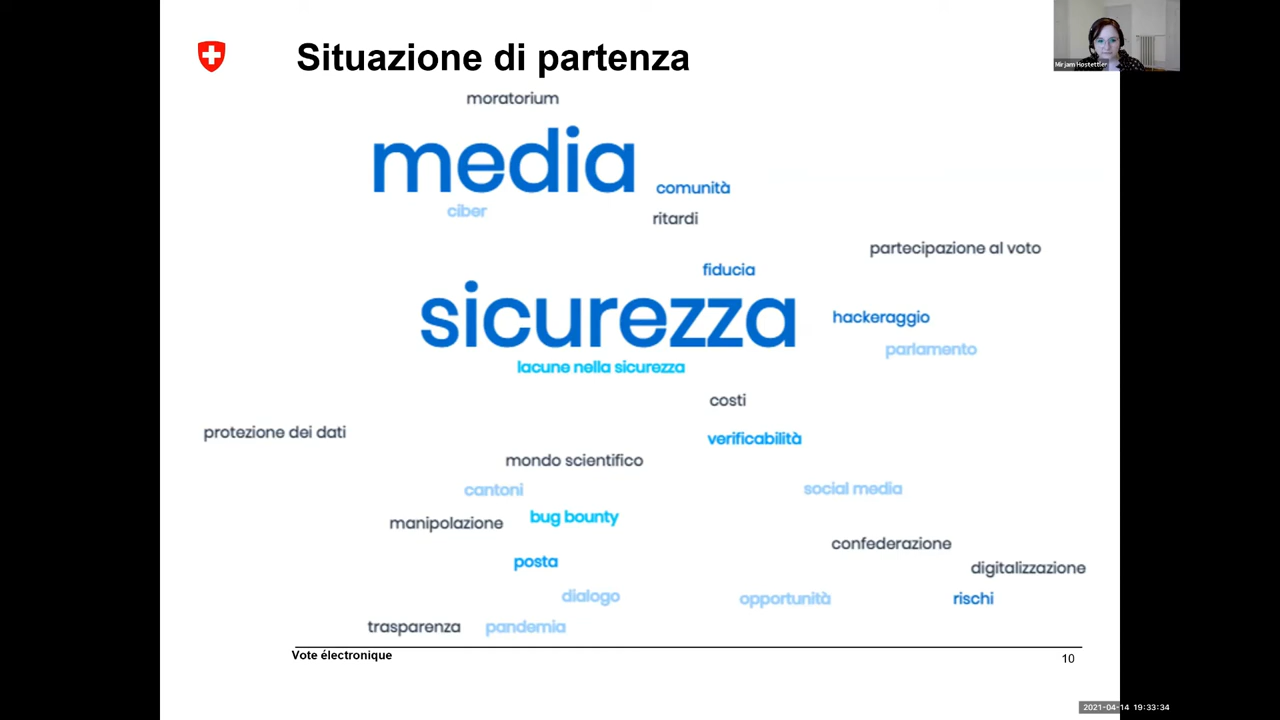 Situazione di partenza
Mirjam Hostettler
moratorium
media
comunità
ciber
ritardi
partecipazione al voto
fiducia
sicurezza
hackeraggio
parlamento
lacune nella sicurezza
costi
protezione dei dati
verificabilità
mondo scientifico
cantoni
social media
manipolazione
bug bounty
confederazione
posta
digitalizzazione
dialogo
opportunità
rischi
trasparenza
pandemia
Vote électronique
10
2021-04-14 19:33:34